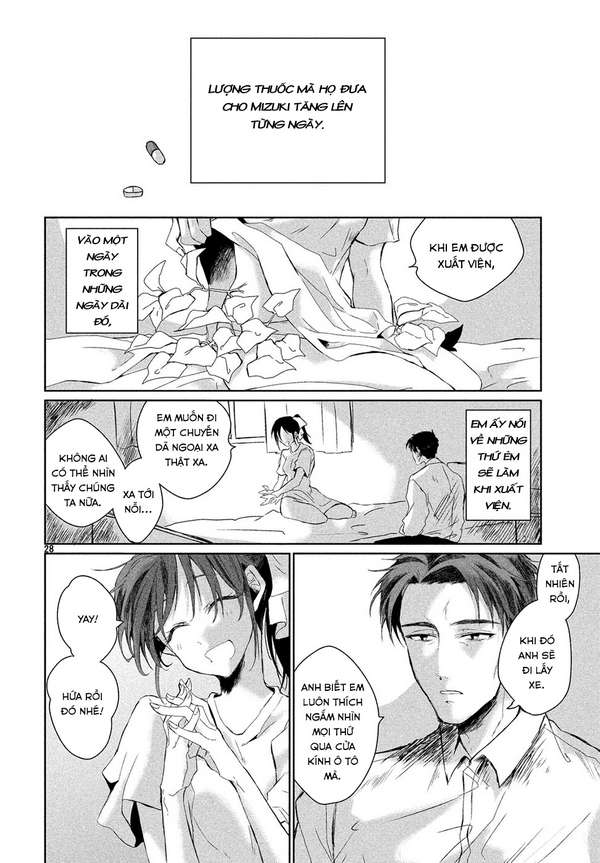 LƯỢNG THUỐC MÀ HỌ ĐƯA
CHO MIZUKI TĂNG LÊN
TỪNG NGÀY.
VÀO MỘT
NGÀY
TRONG
NHỮNG
NGÀY DÀI
ĐÓ,
KHI EM ĐƯỢC
XUẤT VIỆN,
EM MUỐN ĐI
MỘT CHUYẾN
DÃ NGOẠI XA
THẬT XA.
XA TỚI
NỖI...
KHÔNG AI
CÓ THỂ NHÌN
THẤY CHÚNG
TA NỮA.
EM ẤY NÓI
VỀ NHỮNG
THỨ EM
SẼ LÀM
KHI XUẤT
VIỆN.
28
TẤT
NHIÊN
RỒI,
KHI ĐÓ
ANH SẼ
ĐI LẤY
XE.
ANH BIẾT EM
LUÔN THÍCH
NGẮM NHÌN
MỌI THỨ
QUA CỬA
KÍNH Ô TÔ
MÀ.
YAY!
HỨA RỒI
ĐÓ NHÉ!